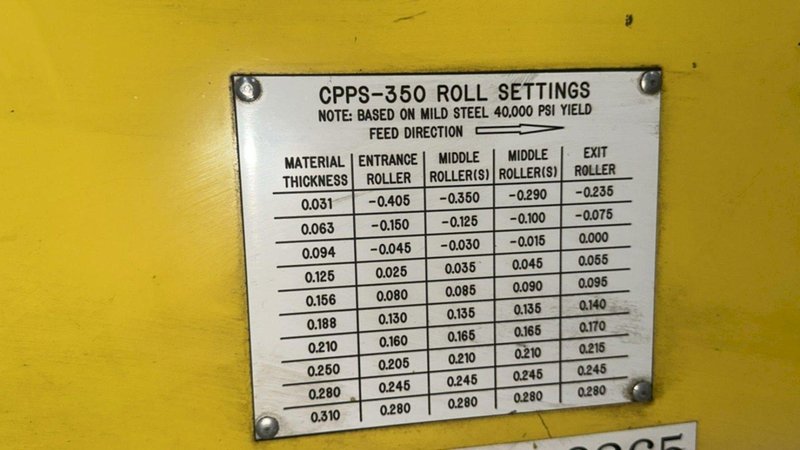 CPPS-350 ROLL SETTINGS
NOTE: BASED ON MILD STEEL 40,000 PSI YIELD
FEED DIRECTION
MATERIAL THICKNESS ENTRANCE ROLLER MIDDLE ROLLER(S) MIDDLE ROLLER(S) EXIT ROLLER
0.031 -0.405 -0.350 -0.290 -0.235
0.063 -0.150 -0.125 -0.100 -0.075
0.094 -0.045 -0.030 -0.015 0.000
0.125 0.025 0.035 0.045 0.055
0.156 0.080 0.085 0.090 0.095
0.188 0.130 0.135 0.135 0.140
0.210 0.160 0.165 0.165 0.170
0.250 0.205 0.210 0.210 0.215
0.280 0.245 0.245 0.245 0.245
0.310 0.280 0.280 0.280 0.280